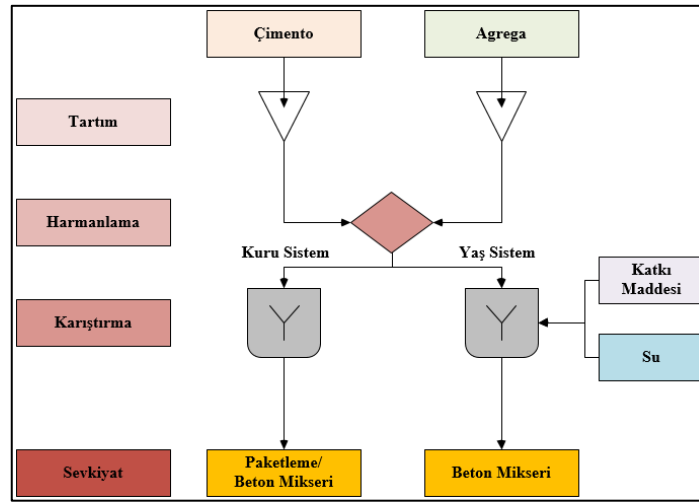 Çimento
Agrega
Tartım
Harmanlama
Kuru Sistem
Yaş Sistem
Katkı
Maddesi
Karıştırma
Su
Sevkiyat
Paketleme/
Beton Mikseri
Beton Mikseri